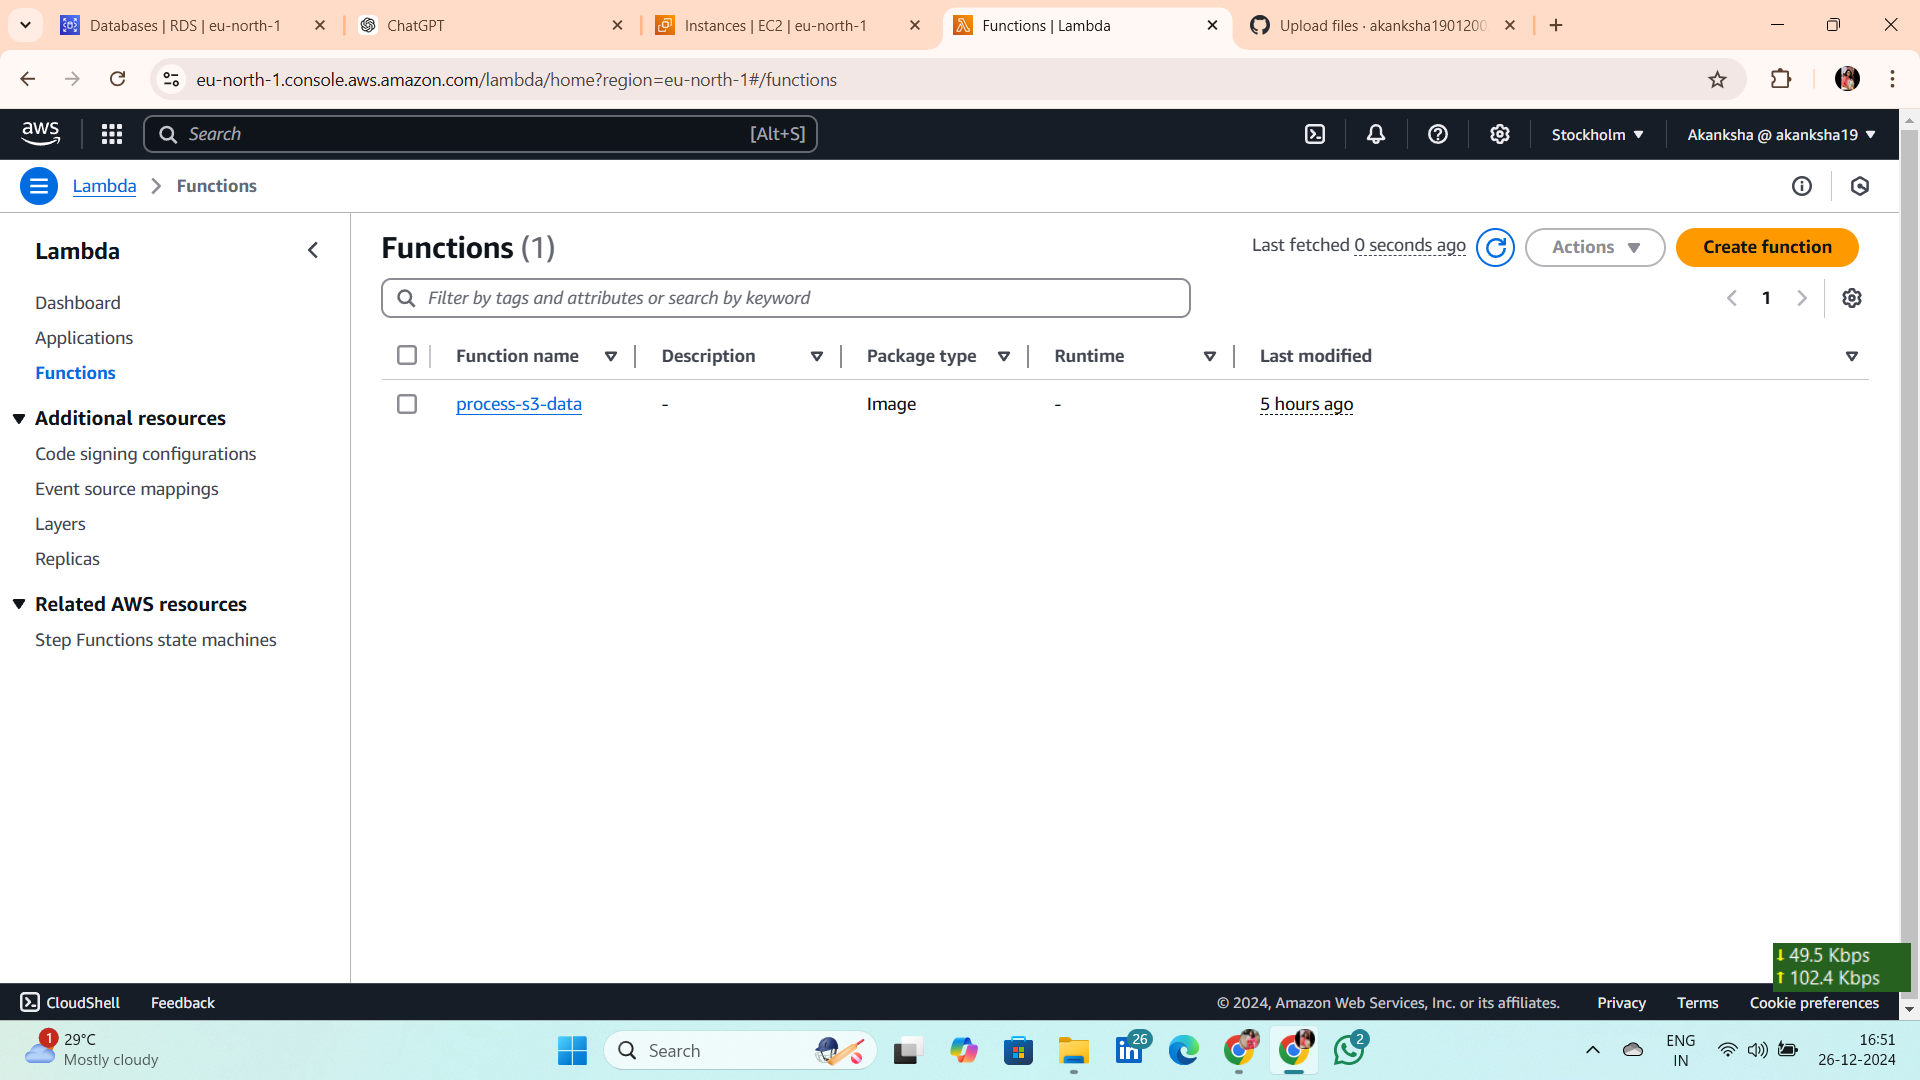 Databases | RDS | eu-north-1
ChatGPT
Instances | EC2 | eu-north-1
Functions | Lambda
Upload files · akanksha1901200
eu-north-1.console.aws.amazon.com/lambda/home?region=eu-north-1#/functions
aws
Search
[Alt+S]
Stockholm
Akanksha @ akanksha19
Lambda
Functions
Lambda
Dashboard
Applications
Functions
Additional resources
Code signing configurations
Event source mappings
Layers
Replicas
Related AWS resources
Step Functions state machines
Functions (1)
Last fetched 0 seconds ago
Actions
Create function
Filter by tags and attributes or search by keyword
1
Function name
Description
Package type
Runtime
Last modified
process-s3-data
-
Image
-
5 hours ago
49.5 Kbps
102.4 Kbps
CloudShell
Feedback
© 2024, Amazon Web Services, Inc. or its affiliates.
Privacy
Terms
Cookie preferences
1
29°C
Mostly cloudy
Search
26
2
ENG
IN
16:51
26-12-2024